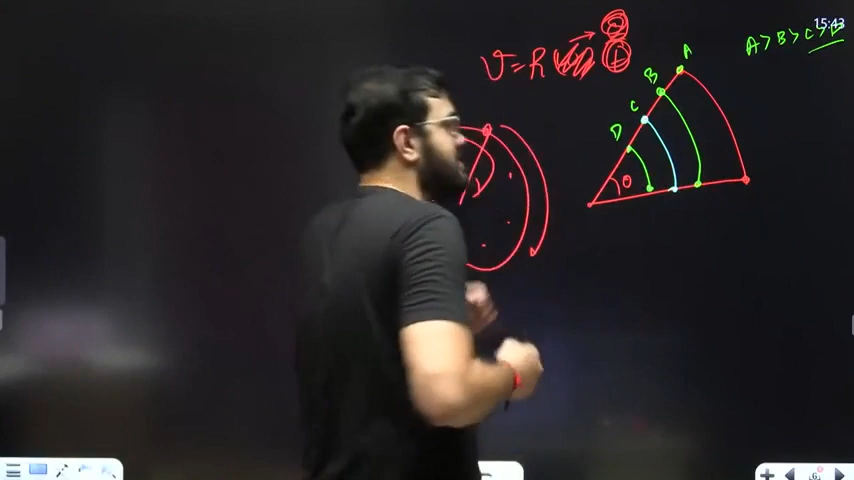 15:43
A > B > C > D
v = R
θ
t
A
B
C
D
θ